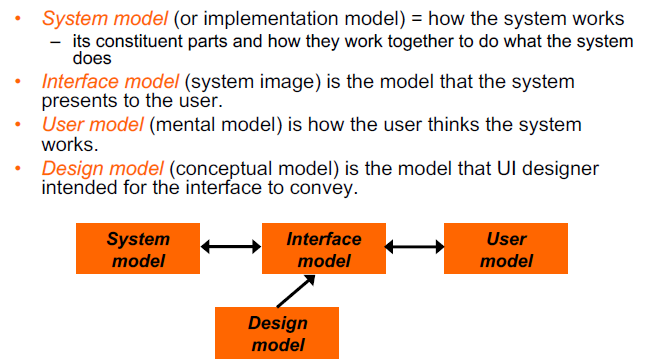 • System model (or implementation model) = how the system works
– its constituent parts and how they work together to do what the system
does
• Interface model (system image) is the model that the system
presents to the user.
• User model (mental model) is how the user thinks the system
works.
• Design model (conceptual model) is the model that UI designer
intended for the interface to convey.
System
model
Interface
model
User
model
Design
model